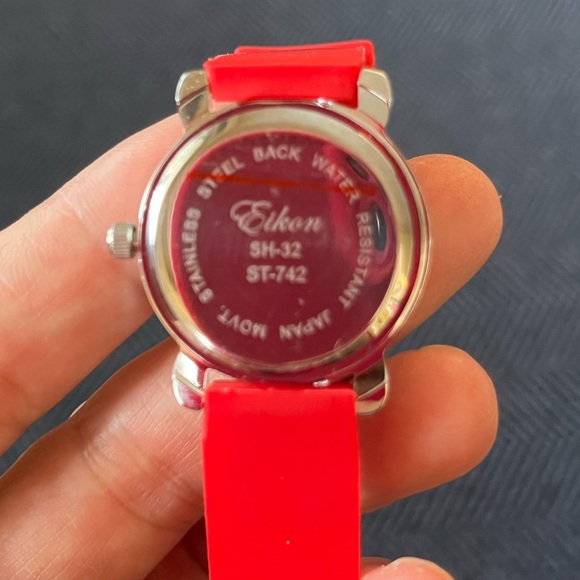 STAINLESS STEEL BACK WATER RESISTANT JAPAN MOVT.
Eikon
SH-32
ST-742